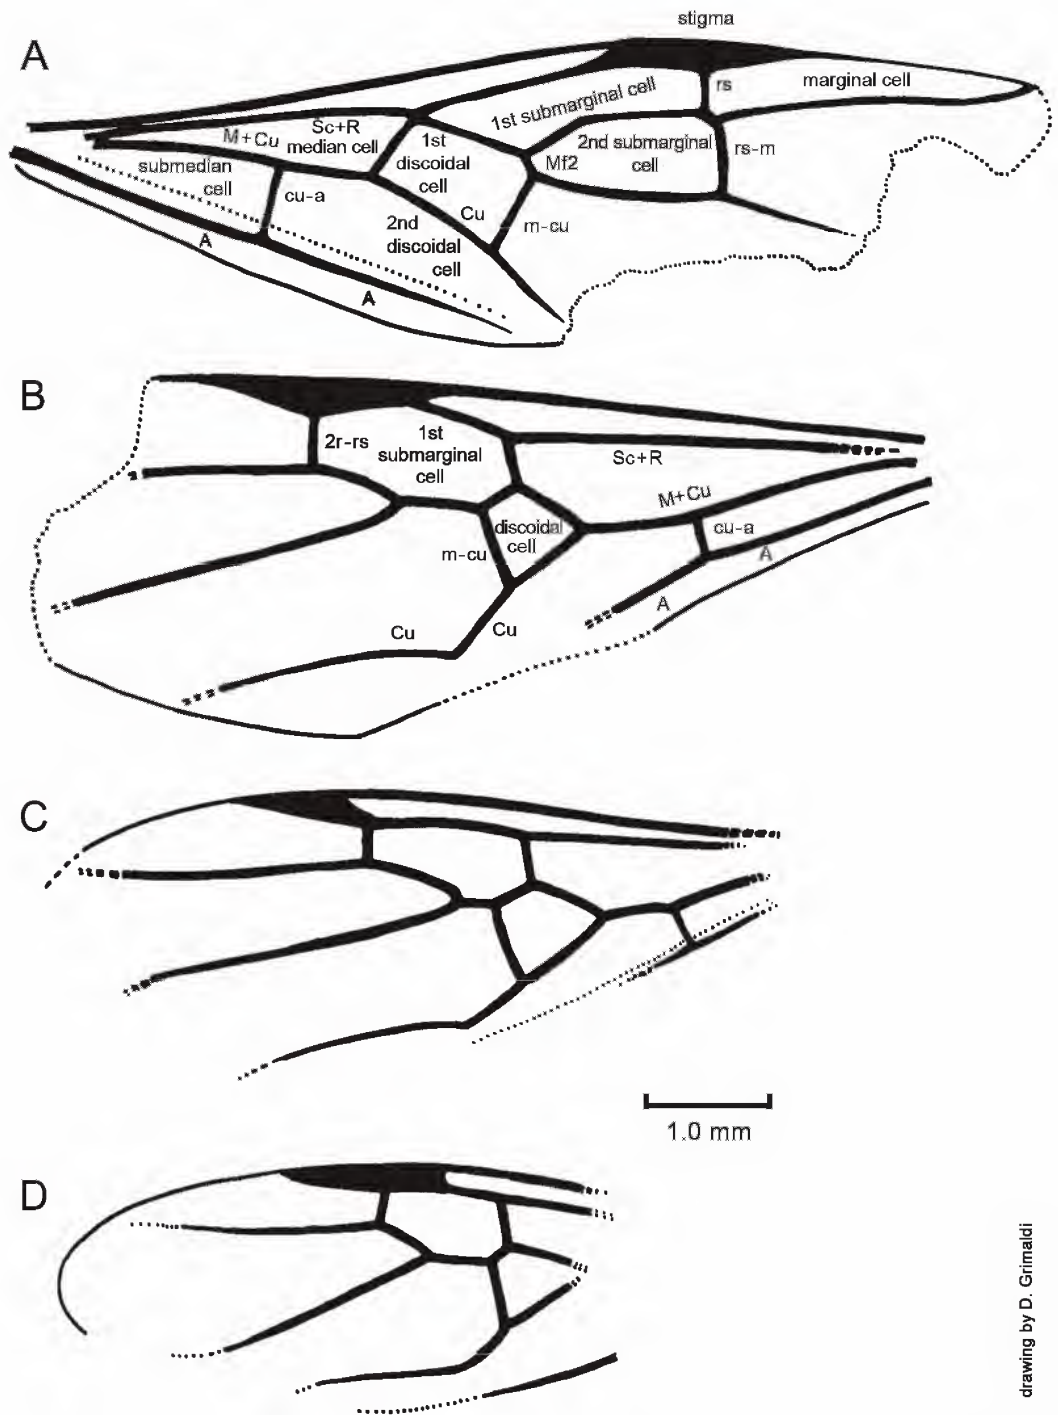 A
stigma
rs
marginal cell
1st submarginal cell
Sc+R
M+Cu
median cell
1st
discoidal
cell
2nd submarginal
cell
Mf2
rs-m
submedian
cell
cu-a
Cu
m-cu
2nd
discoidal
cell
A
A
B
2r-rs
1st
submarginal
cell
Sc+R
M+Cu
discoidal
cell
cu-a
m-cu
A
A
Cu
Cu
C
1.0 mm
D
drawing by D. Grimaldi